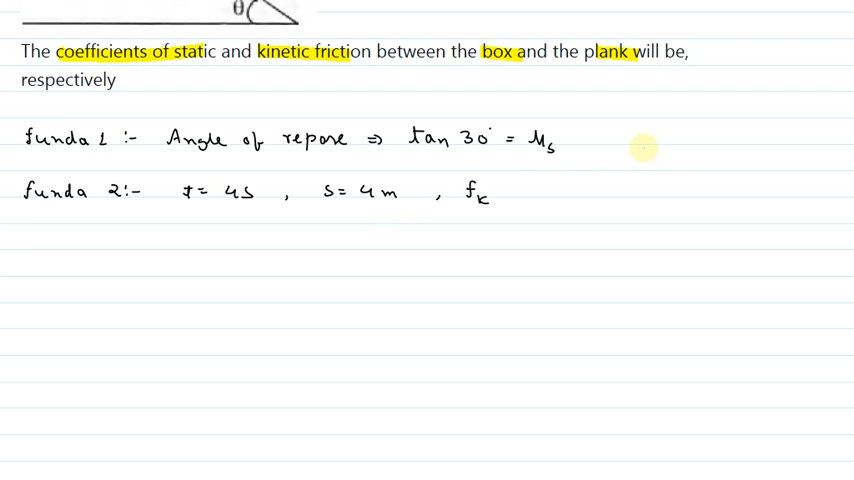 θ
The coefficients of static and kinetic friction between the box and the plank will be,
respectively
funda 1 :- Angle of repose ⇒ tan 30° = μs
funda 2:- t = 4s , s = 4m , fk